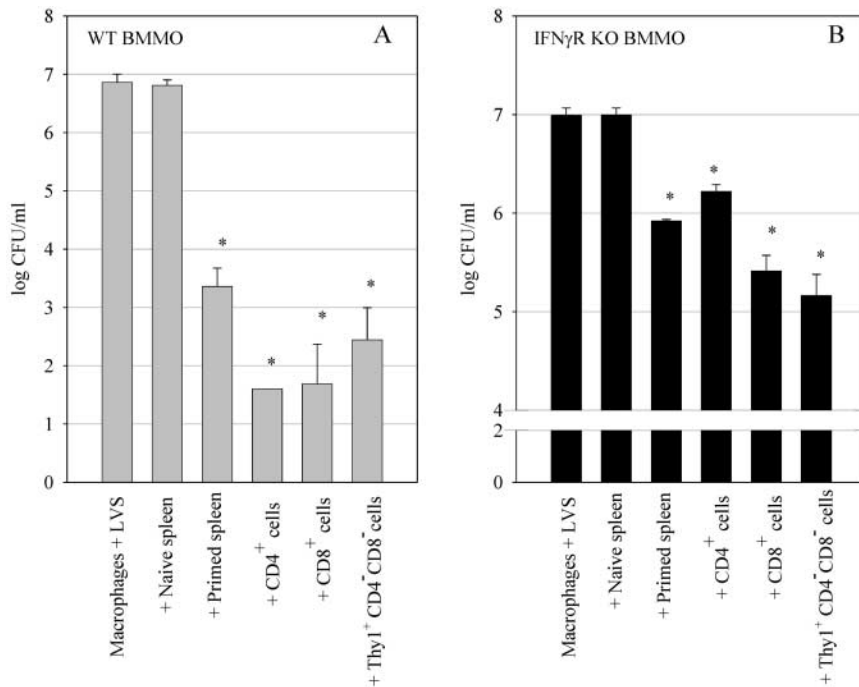 WT BMMO
A
log CFU/ml
8
7
6
5
4
3
2
1
0
*
*
*
*
Macrophages + LVS
+ Naive spleen
+ Primed spleen
+ CD4⁺ cells
+ CD8⁺ cells
+ Thy1⁺ CD4⁻ CD8⁻ cells
IFNγR KO BMMO
B
log CFU/ml
8
7
6
5
4
2
0
*
*
*
*
Macrophages + LVS
+ Naive spleen
+ Primed spleen
+ CD4⁺ cells
+ CD8⁺ cells
+ Thy1⁺ CD4⁻ CD8⁻ cells